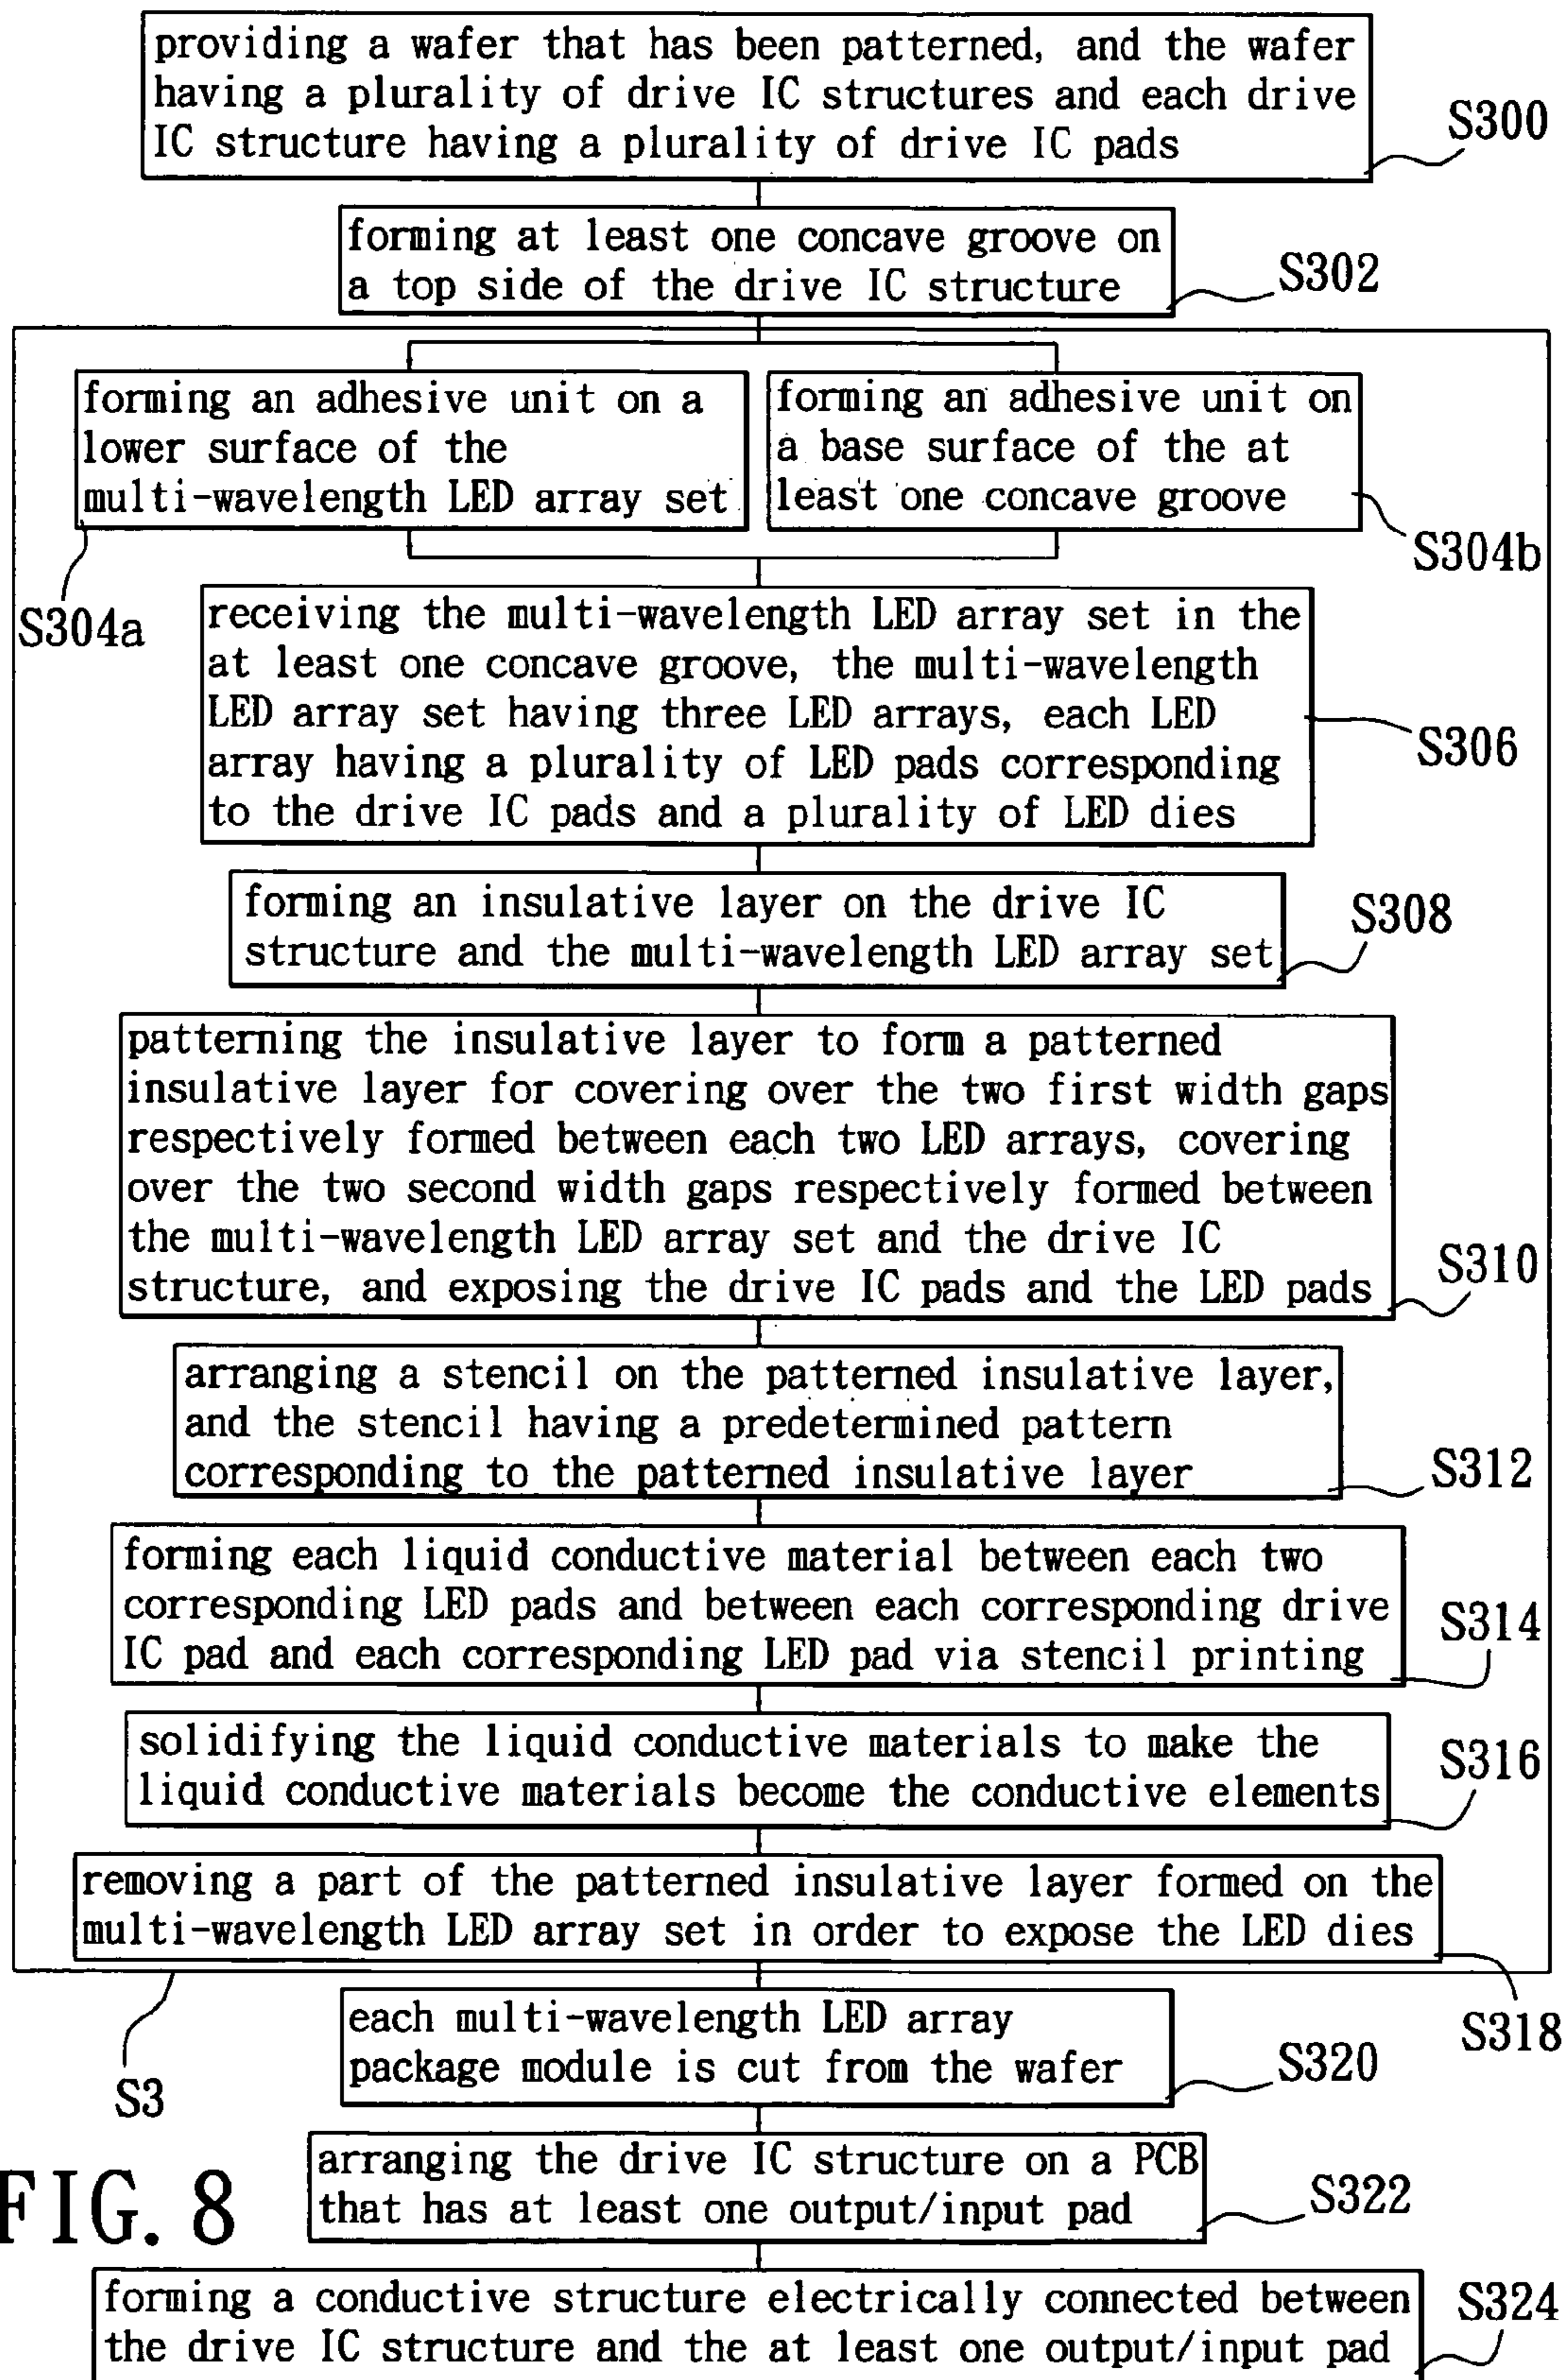 providing a wafer that has been patterned, and the wafer
having a plurality of drive IC structures and each drive
IC structure having a plurality of drive IC pads
S300
forming at least one concave groove on
a top side of the drive IC structure
S302
forming an adhesive unit on a
lower surface of the
multi-wavelength LED array set
S304a
forming an adhesive unit on
a base surface of the at
least one concave groove
S304b
receiving the multi-wavelength LED array set in the
at least one concave groove, the multi-wavelength
LED array set having three LED arrays, each LED
array having a plurality of LED pads corresponding
to the drive IC pads and a plurality of LED dies
S306
forming an insulative layer on the drive IC
structure and the multi-wavelength LED array set
S308
patterning the insulative layer to form a patterned
insulative layer for covering over the two first width gaps
respectively formed between each two LED arrays, covering
over the two second width gaps respectively formed between
the multi-wavelength LED array set and the drive IC
structure, and exposing the drive IC pads and the LED pads
S310
arranging a stencil on the patterned insulative layer,
and the stencil having a predetermined pattern
corresponding to the patterned insulative layer
S312
forming each liquid conductive material between each two
corresponding LED pads and between each corresponding drive
IC pad and each corresponding LED pad via stencil printing
S314
solidifying the liquid conductive materials to make the
liquid conductive materials become the conductive elements
S316
removing a part of the patterned insulative layer formed on the
multi-wavelength LED array set in order to expose the LED dies
S318
S3
each multi-wavelength LED array
package module is cut from the wafer
S320
arranging the drive IC structure on a PCB
that has at least one output/input pad
S322
forming a conductive structure electrically connected between
the drive IC structure and the at least one output/input pad
S324
FIG. 8